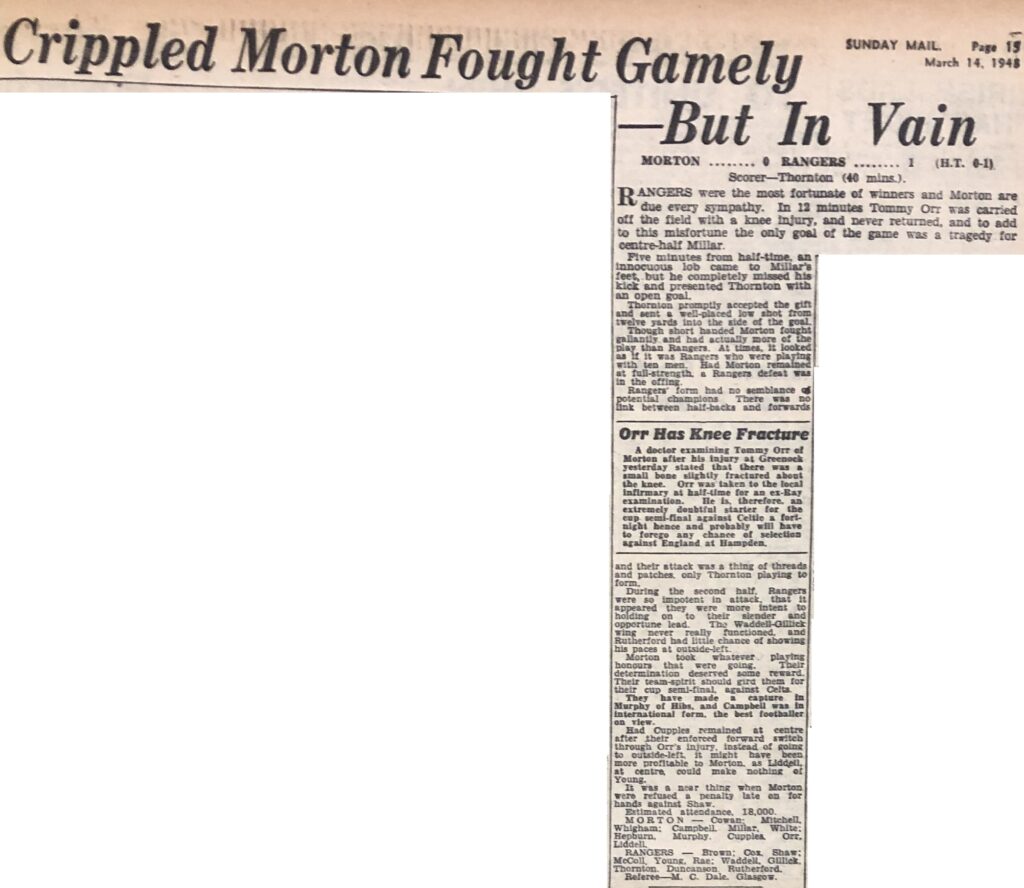 Crippled Morton Fought Gamely
SUNDAY MAIL. Page 15
March 14, 1948
—But In Vain
MORTON ........ 0 RANGERS ........ 1 (H.T. 0-1)
Scorer—Thornton (40 mins.).
RANGERS were the most fortunate of winners and Morton are
due every sympathy. In 12 minutes Tommy Orr was carried
off the field with a knee injury, and never returned, and to add
to this misfortune the only goal of the game was a tragedy for
centre-half Millar.
Five minutes from half-time, an
innocuous lob came to Millar's
feet, but he completely missed his
kick and presented Thornton with
an open goal.
Thornton promptly accepted the gift
and sent a well-placed low shot from
twelve yards into the side of the goal.
Though short handed Morton fought
gallantly and had actually more of the
play than Rangers. At times, it looked
as if it was Rangers who were playing
with ten men. Had Morton remained
at full-strength, a Rangers defeat was
in the offing.
Rangers' form had no semblance of
potential champions. There was no
link between half-backs and forwards
Orr Has Knee Fracture
A doctor examining Tommy Orr of
Morton after his injury at Greenock
yesterday stated that there was a
small bone slightly fractured about
the knee. Orr was taken to the local
infirmary at half-time for an ex-Ray
examination. He is, therefore, an
extremely doubtful starter for the
cup semi-final against Celtic a fort-
night hence and probably will have
to forego any chance of selection
against England at Hampden.
and their attack was a thing of threads
and patches, only Thornton playing to
form.
During the second half, Rangers
were so impotent in attack, that it
appeared they were more intent to
holding on to their slender and
opportune lead. The Waddell-Gillick
wing never really functioned, and
Rutherford had little chance of showing
his paces at outside-left.
Morton took whatever playing
honours that were going. Their
determination deserved some reward.
Their team-spirit should gird them for
their cup semi-final, against Celts.
They have made a capture in
Murphy of Hibs, and Campbell was in
international form, the best footballer
on view.
Had Cupples remained at centre
after their enforced forward switch
through Orr's injury, instead of going
to outside-left, it might have been
more profitable to Morton, as Liddell,
at centre, could make nothing of
Young.
It was a near thing when Morton
were refused a penalty late on for
hands against Shaw.
Estimated attendance, 18,000.
MORTON — Cowan; Mitchell,
Whigham; Campbell, Millar, White;
Hepburn, Murphy, Cupples, Orr,
Liddell.
RANGERS — Brown; Cox, Shaw;
McColl, Young, Rae; Waddell, Gillick,
Thornton, Duncanson, Rutherford.
Referee—M. C. Dale, Glasgow.